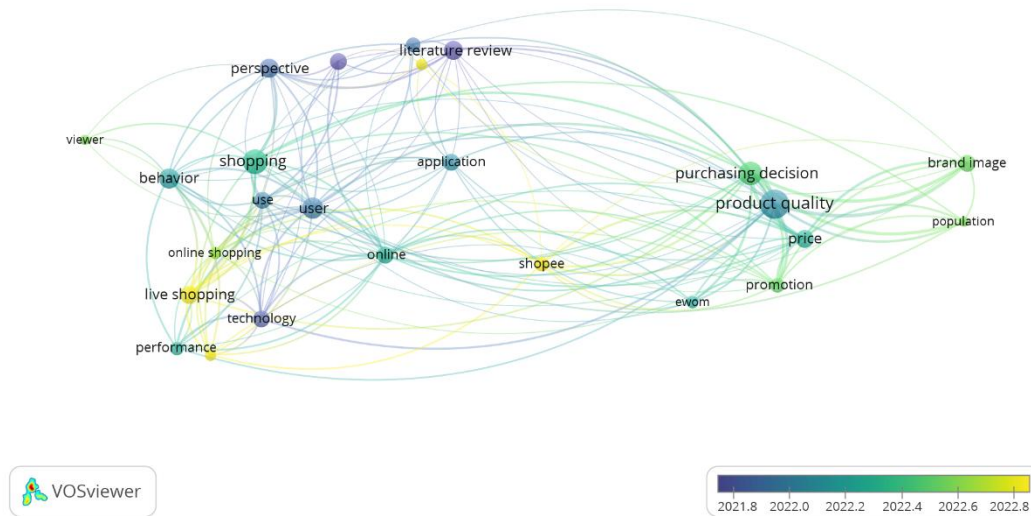 literature review
perspective
viewer
shopping
application
behavior
purchasing decision
brand image
use
user
product quality
population
price
online shopping
online
shopee
live shopping
promotion
ewom
technology
performance
VOSviewer
2021.8 2022.0 2022.2 2022.4 2022.6 2022.8